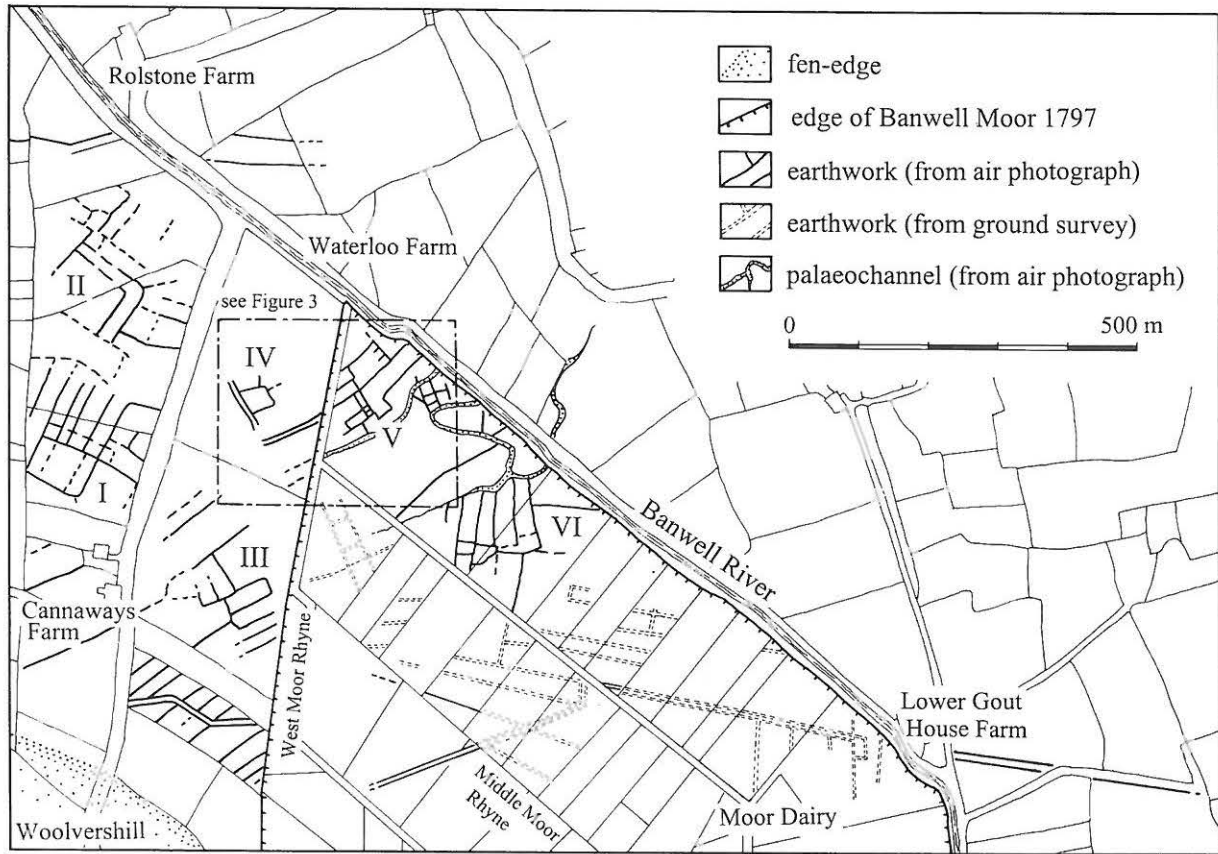 Rolstone Farm
fen-edge
edge of Banwell Moor 1797
earthwork (from air photograph)
earthwork (from ground survey)
palaeochannel (from air photograph)
0 500 m
Waterloo Farm
II
see Figure 3
IV
V
I
VI
III
Banwell River
Cannaways
Farm
West Moor Rhyne
Lower Gout
House Farm
Middle Moor
Rhyne
Moor Dairy
Woolvershill